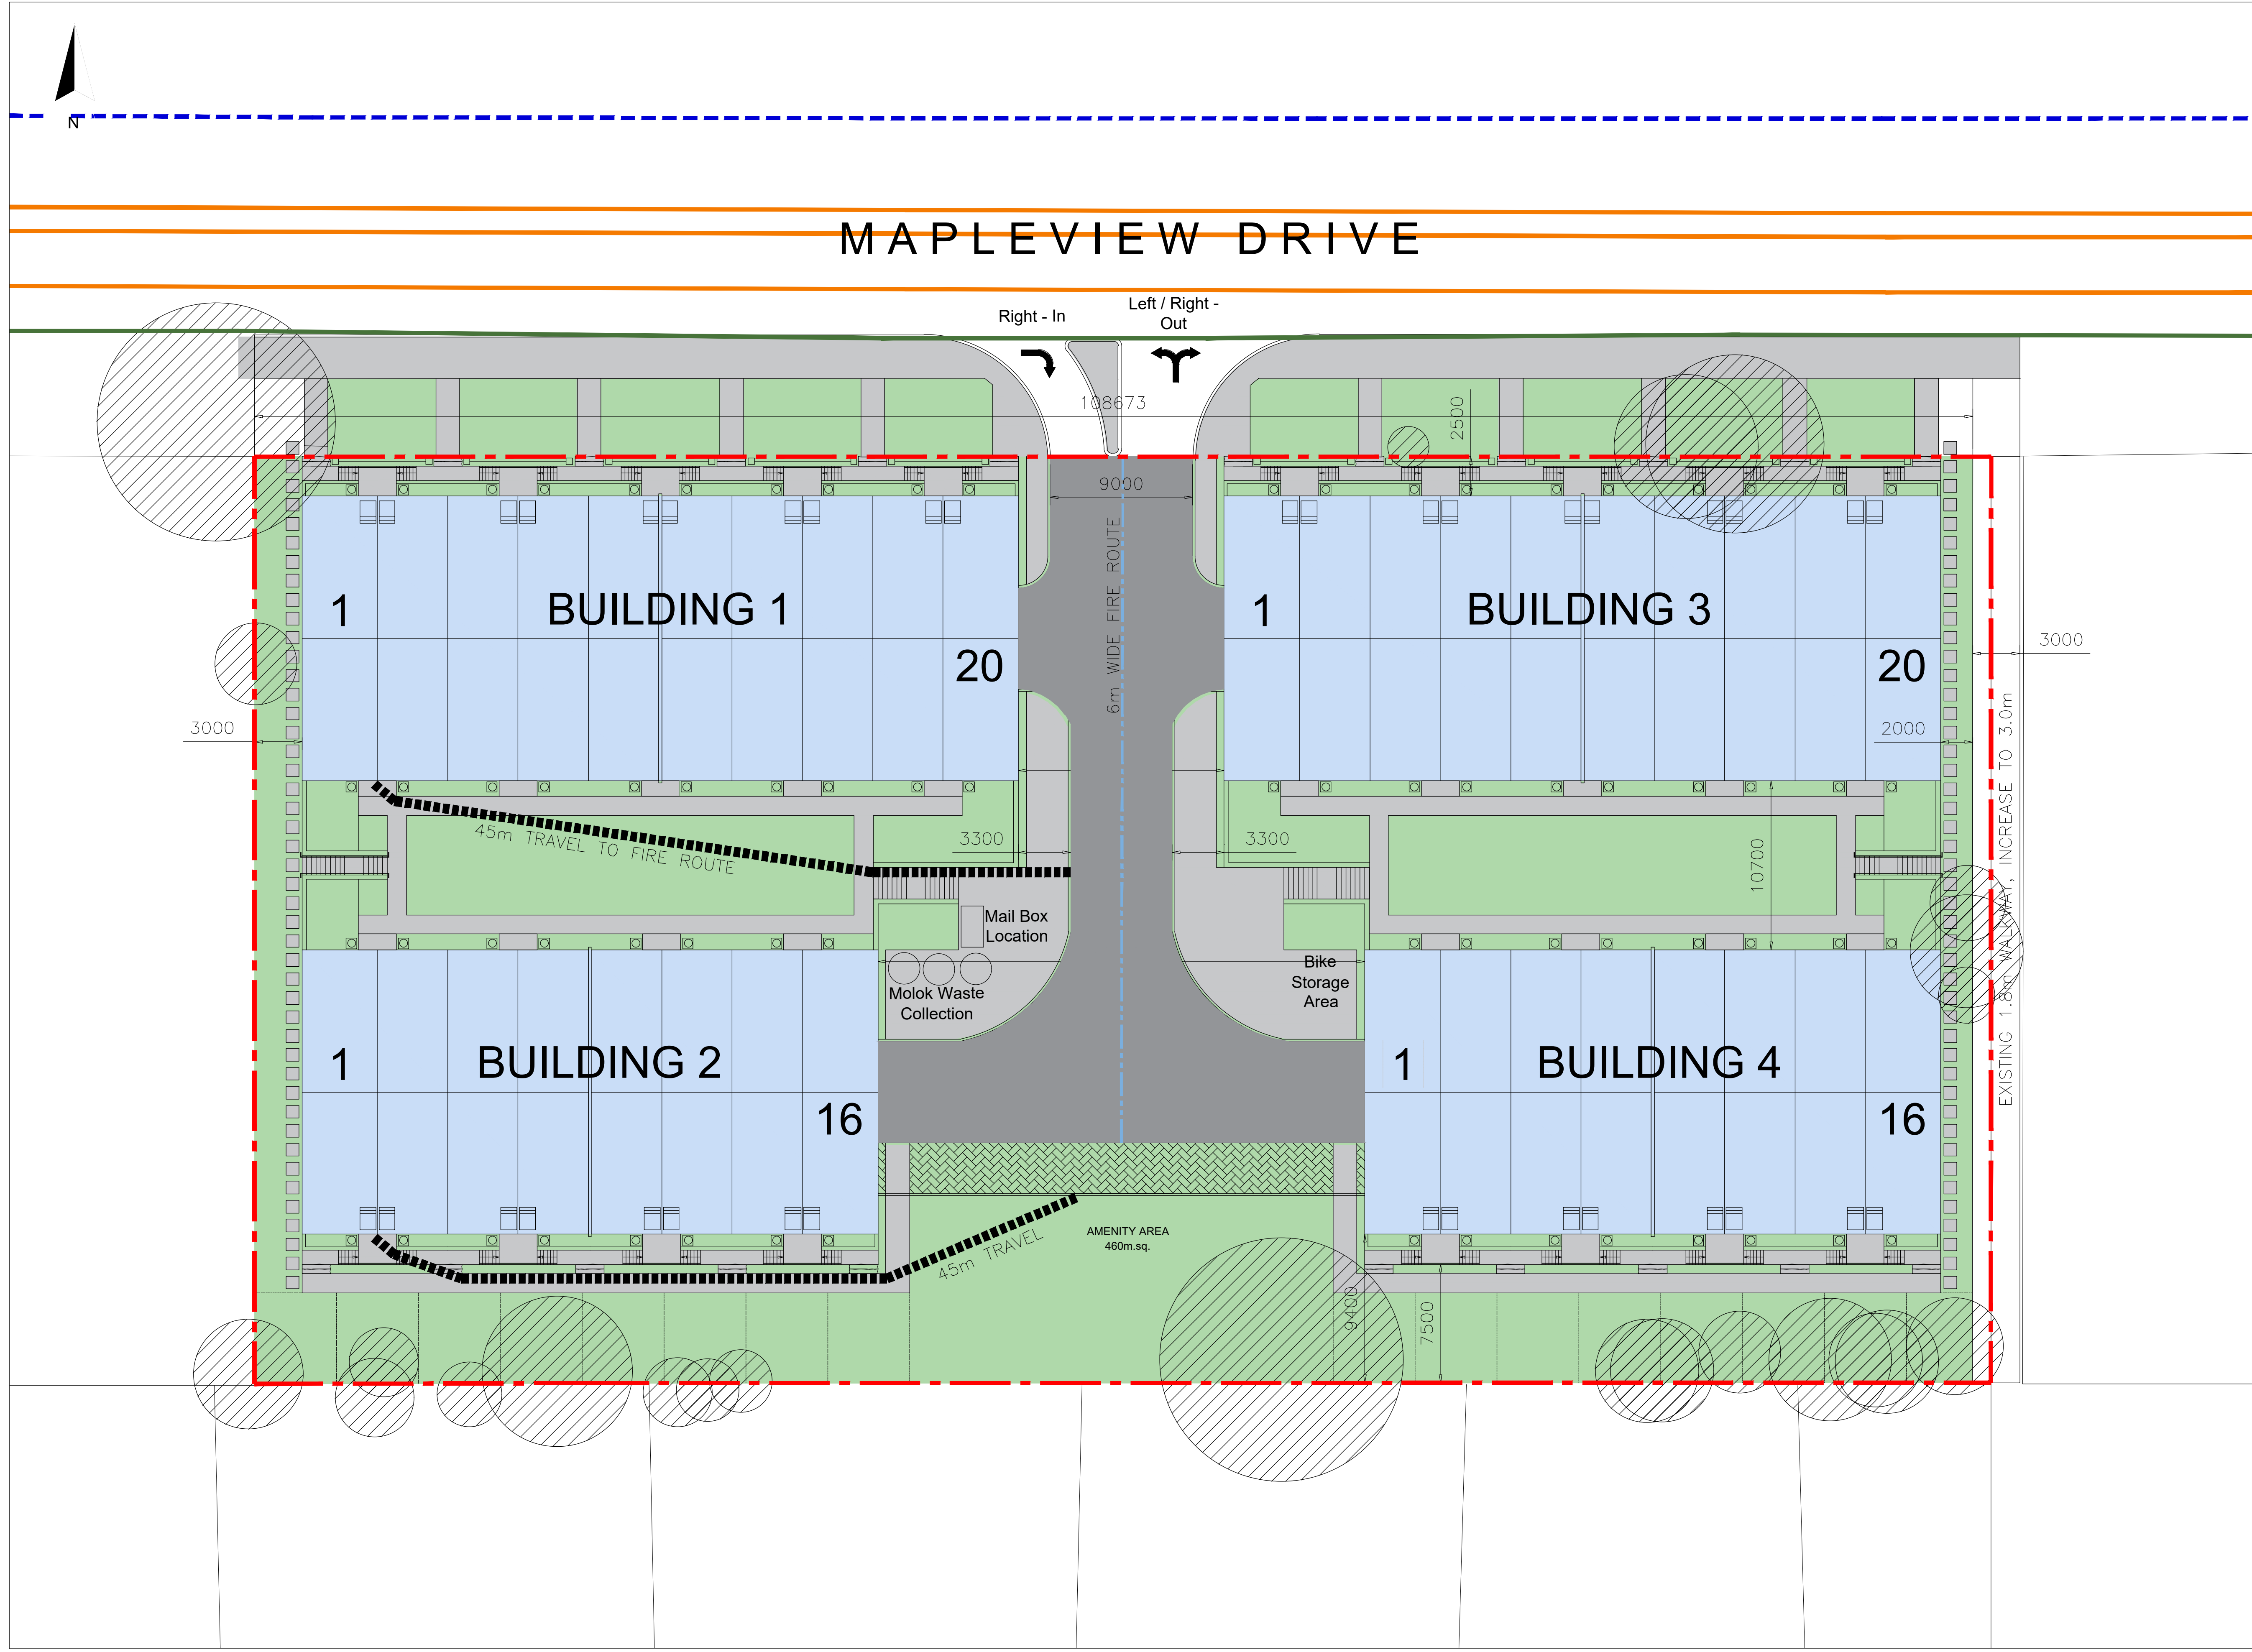 N
MAPLEVIEW DRIVE
Right - In
Left / Right -
Out
108673
2500
9000
6m WIDE FIRE ROUTE
1
BUILDING 1
20
1
BUILDING 3
20
3000
3000
2000
EXISTING 1.8m WALKWAY, INCREASE TO 3.0m
45m TRAVEL TO FIRE ROUTE
3300
3300
10700
Mail Box
Location
Molok Waste
Collection
Bike
Storage
Area
1
BUILDING 2
16
1
BUILDING 4
16
45m TRAVEL
AMENITY AREA
460m.sq.
9400
7500